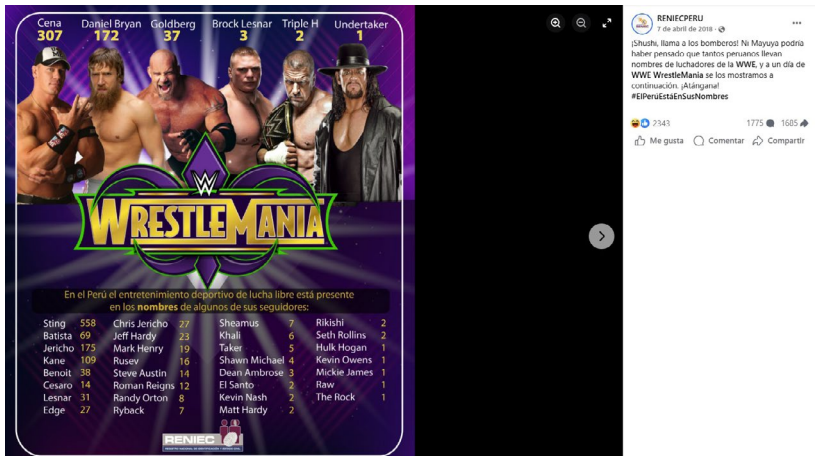 Cena Daniel Bryan Goldberg Brock Lesnar Triple H Undertaker
307 172 37 3 2 1
W
WRESTLEMANIA
En el Perú el entretenimiento deportivo de lucha libre está presente
en los nombres de algunos de sus seguidores:
Sting 558 Chris Jericho 27 Sheamus 7 Rikishi 2
Batista 69 Jeff Hardy 23 Khali 6 Seth Rollins 2
Jericho 175 Mark Henry 19 Taker 5 Hulk Hogan 1
Kane 109 Rusev 16 Shawn Michael 4 Kevin Owens 1
Benoit 38 Steve Austin 14 Dean Ambrose 3 Mickie James 1
Cesaro 14 Roman Reigns 12 El Santo 2 Raw 1
Lesnar 31 Randy Orton 8 Kevin Nash 2 The Rock 1
Edge 27 Ryback 7 Matt Hardy 2
RENIEC
REGISTRO NACIONAL DE IDENTIFICACIÓN Y ESTADO CIVIL
RENIECPERU
7 de abril de 2018
¡Shushi, llama a los bomberos! Ni Mayuya podría
haber pensado que tantos peruanos llevan
nombres de luchadores de la WWE, y a un día de
WWE WrestleMania se los mostramos a
continuación. ¡Atángana!
#ElPerúEstáEnSusNombres
2343 1775 1605
Me gusta Comentar Compartir